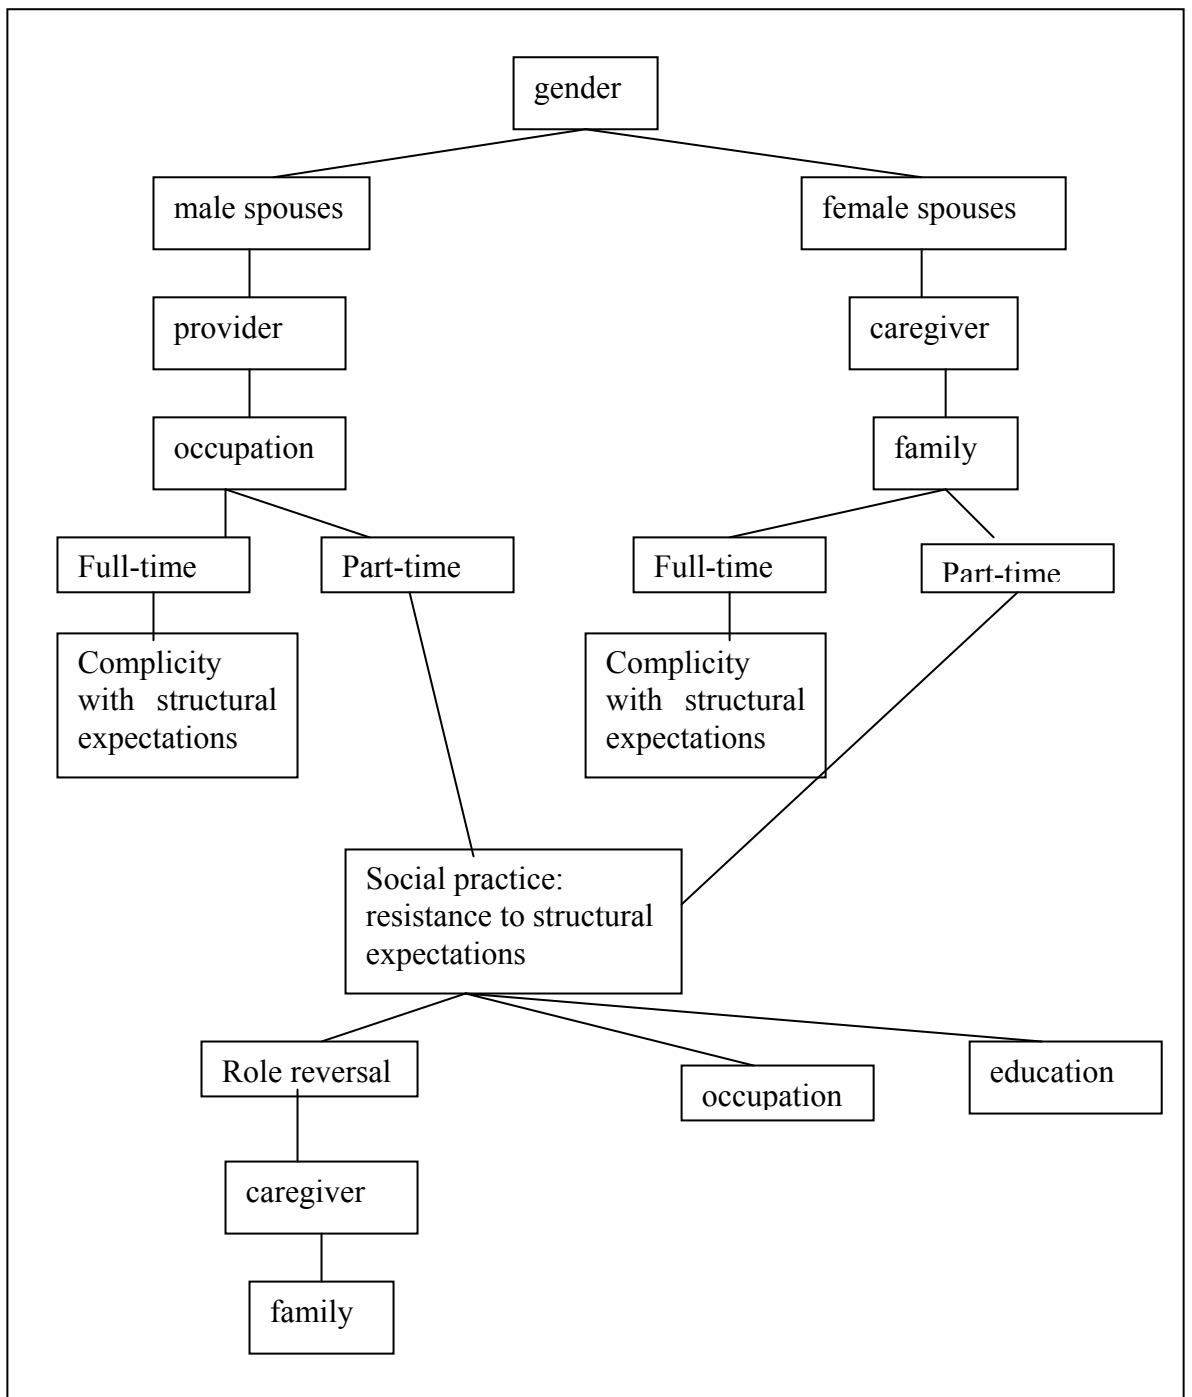 gender
male spouses
female spouses
provider
caregiver
occupation
family
Full-time
Part-time
Full-time
Part-time
Complicity
with structural
expectations
Complicity
with structural
expectations
Social practice:
resistance to structural
expectations
Role reversal
occupation
education
caregiver
family